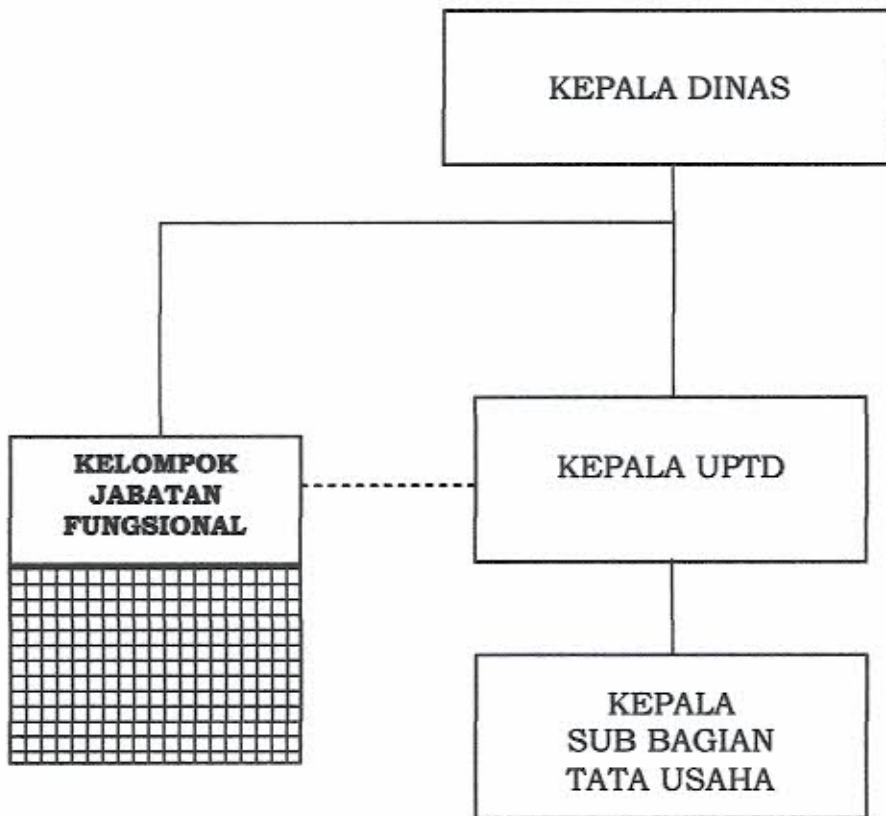 KEPALA DINAS
KELOMPOK
JABATAN
FUNGSIONAL
KEPALA UPTD
KEPALA
SUB BAGIAN
TATA USAHA